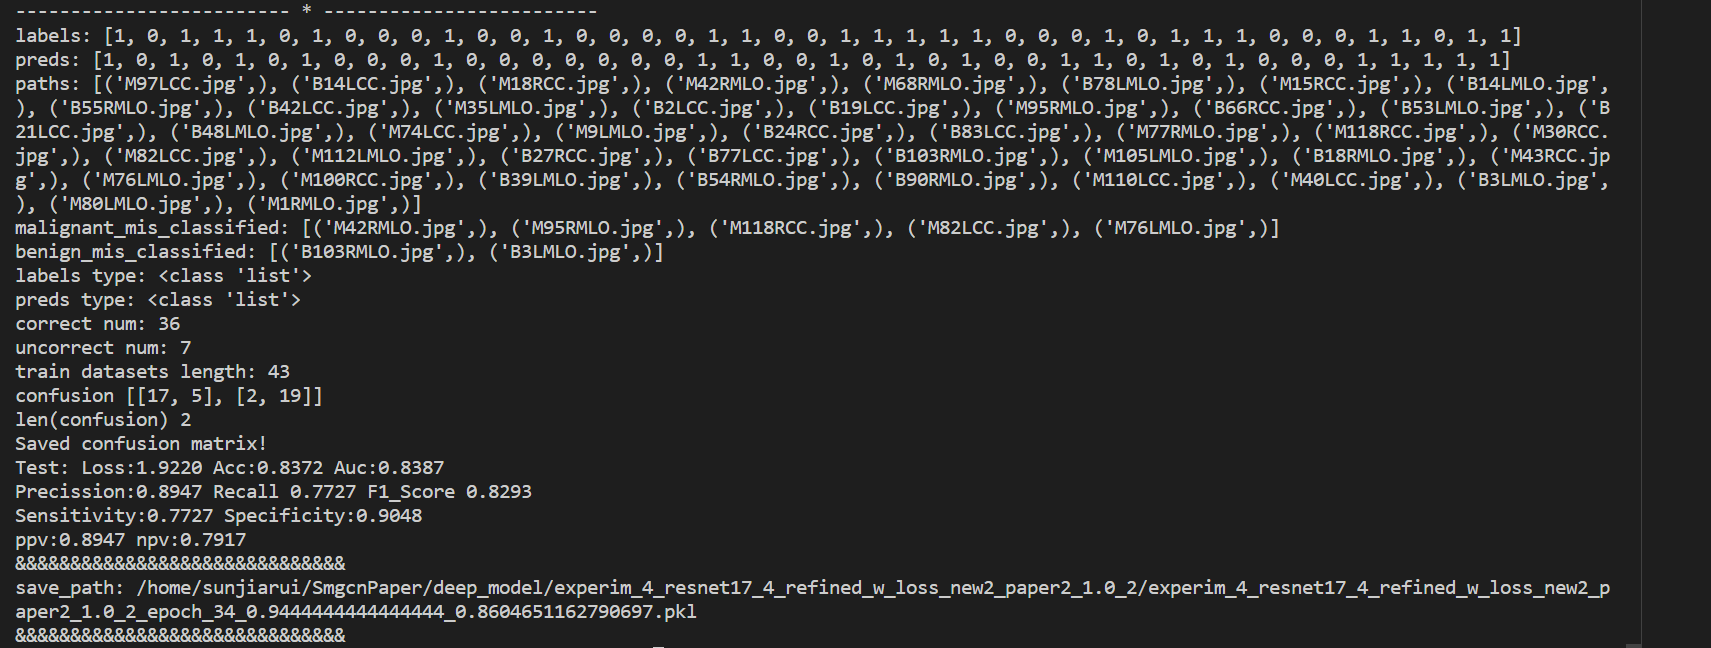 ------------------------- * -------------------------
labels: [1, 0, 1, 1, 1, 0, 1, 0, 0, 0, 1, 0, 0, 1, 0, 0, 0, 0, 1, 1, 0, 0, 1, 1, 1, 1, 1, 0, 0, 0, 1, 0, 1, 1, 1, 0, 0, 0, 1, 1, 0, 1, 1]
preds: [1, 0, 1, 0, 1, 0, 1, 0, 0, 0, 1, 0, 0, 0, 0, 0, 0, 0, 1, 1, 0, 0, 1, 0, 1, 0, 1, 0, 0, 1, 1, 0, 1, 0, 1, 0, 0, 0, 1, 1, 1, 1, 1]
paths: [('M97LCC.jpg',), ('B14LCC.jpg',), ('M18RCC.jpg',), ('M42RMLO.jpg',), ('M68RMLO.jpg',), ('B78LMLO.jpg',), ('M15RCC.jpg',), ('B14LMLO.jpg',
), ('B55RMLO.jpg',), ('B42LCC.jpg',), ('M35LMLO.jpg',), ('B2LCC.jpg',), ('B19LCC.jpg',), ('M95RMLO.jpg',), ('B66RCC.jpg',), ('B53LMLO.jpg',), ('B
21LCC.jpg',), ('B48LMLO.jpg',), ('M74LCC.jpg',), ('M9LMLO.jpg',), ('B24RCC.jpg',), ('B83LCC.jpg',), ('M77RMLO.jpg',), ('M118RCC.jpg',), ('M30RCC.
jpg',), ('M82LCC.jpg',), ('M112LMLO.jpg',), ('B27RCC.jpg',), ('B77LCC.jpg',), ('B103RMLO.jpg',), ('M105LMLO.jpg',), ('B18RMLO.jpg',), ('M43RCC.jp
g',), ('M76LMLO.jpg',), ('M100RCC.jpg',), ('B39LMLO.jpg',), ('B54RMLO.jpg',), ('B90RMLO.jpg',), ('M110LCC.jpg',), ('M40LCC.jpg',), ('B3LMLO.jpg',
), ('M80LMLO.jpg',), ('M1RMLO.jpg',)]
malignant_mis_classified: [('M42RMLO.jpg',), ('M95RMLO.jpg',), ('M118RCC.jpg',), ('M82LCC.jpg',), ('M76LMLO.jpg',)]
benign_mis_classified: [('B103RMLO.jpg',), ('B3LMLO.jpg',)]
labels type: <class 'list'>
preds type: <class 'list'>
correct num: 36
uncorrect num: 7
train datasets length: 43
confusion [[17, 5], [2, 19]]
len(confusion) 2
Saved confusion matrix!
Test: Loss:1.9220 Acc:0.8372 Auc:0.8387
Precission:0.8947 Recall 0.7727 F1_Score 0.8293
Sensitivity:0.7727 Specificity:0.9048
ppv:0.8947 npv:0.7917
&&&&&&&&&&&&&&&&&&&&&&&&&&&&&&
save_path: /home/sunjiarui/SmgcnPaper/deep_model/experim_4_resnet17_4_refined_w_loss_new2_paper2_1.0_2/experim_4_resnet17_4_refined_w_loss_new2_p
aper2_1.0_2_epoch_34_0.9444444444444444_0.8604651162790697.pkl
&&&&&&&&&&&&&&&&&&&&&&&&&&&&&&